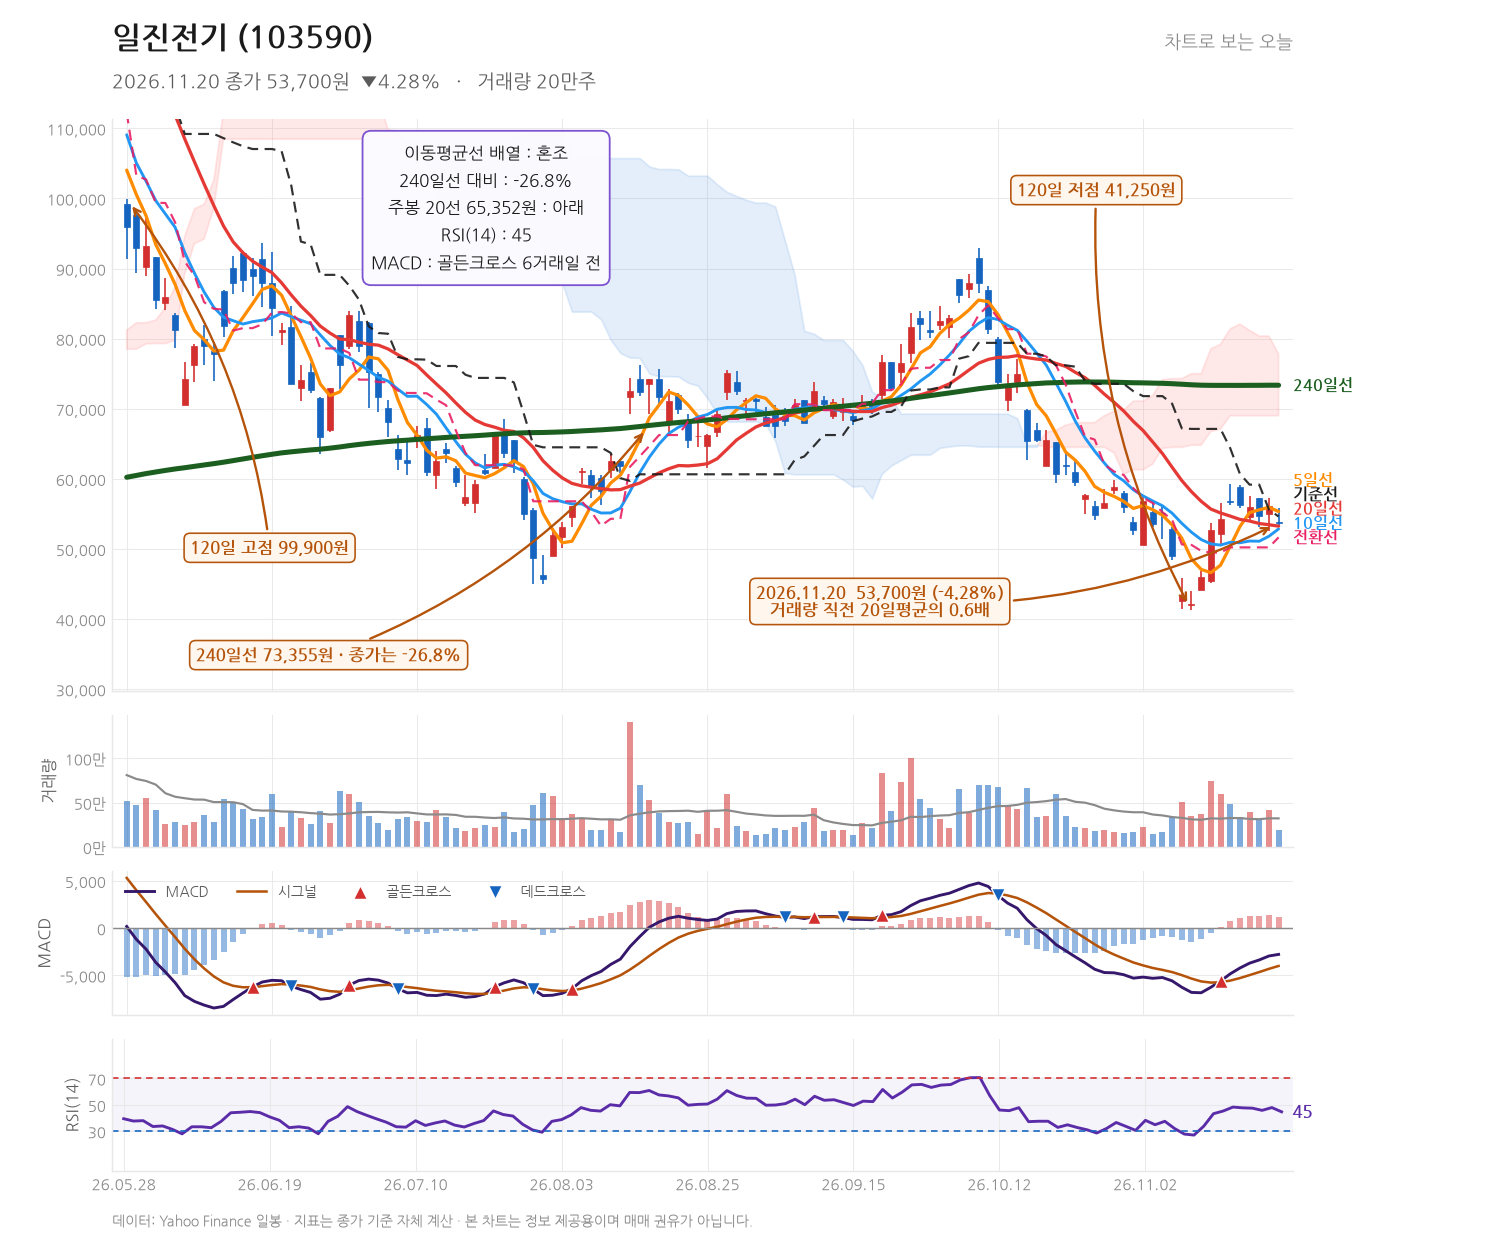 일진전기 (103590)
차트로 보는 오늘
2026.11.20 종가 53,700원 ▼4.28% · 거래량 20만주
110,000
100,000
90,000
80,000
70,000
60,000
50,000
40,000
30,000
이동평균선 배열 : 혼조
240일선 대비 : -26.8%
주봉 20선 65,352원 : 아래
RSI(14) : 45
MACD : 골든크로스 6거래일 전
120일 저점 41,250원
120일 고점 99,900원
240일선 73,355원 · 종가는 -26.8%
2026.11.20 53,700원 (-4.28%)
거래량 직전 20일평균의 0.6배
240일선
5일선
기준선
20일선
10일선
전환선
거래량
100만
50만
0만
MACD
5,000
0
-5,000
MACD
시그널
골든크로스
데드크로스
RSI(14)
70
50
30
45
26.05.28
26.06.19
26.07.10
26.08.03
26.08.25
26.09.15
26.10.12
26.11.02
데이터: Yahoo Finance 일봉 · 지표는 종가 기준 자체 계산 · 본 차트는 정보 제공용이며 매매 권유가 아닙니다.